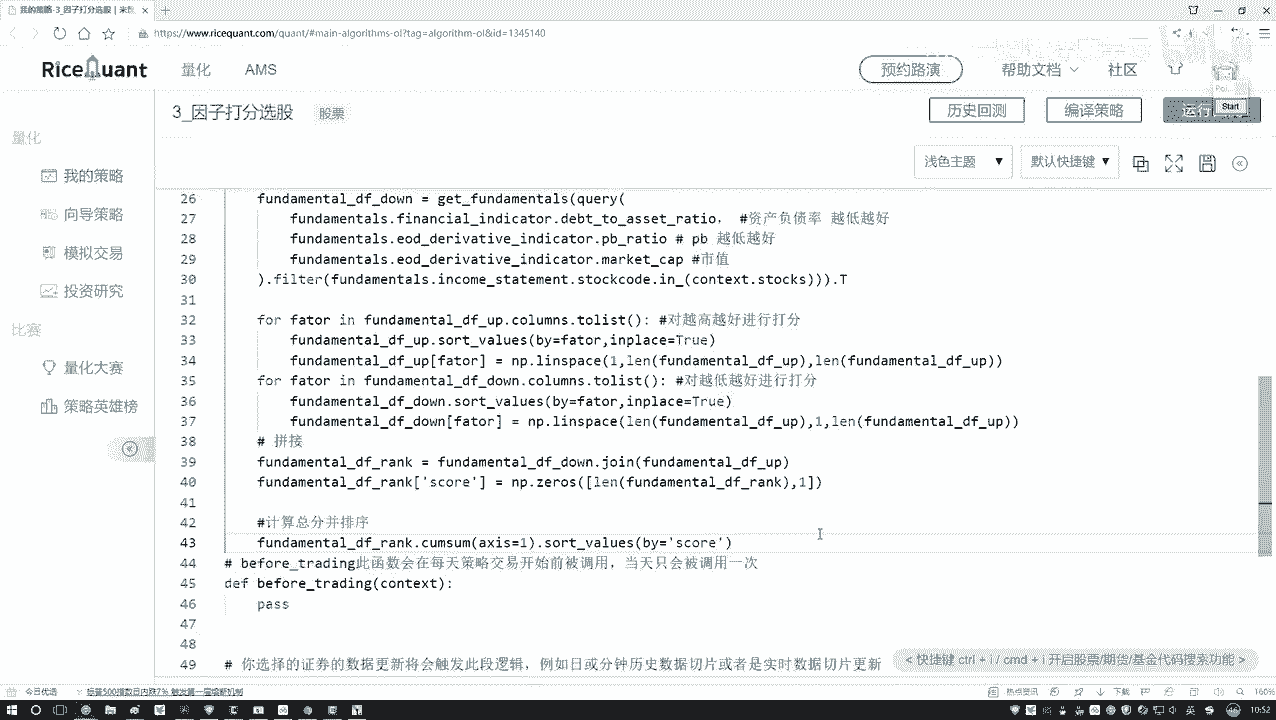 我的策略-3_因子打分选股 | 米
https://www.ricequant.com/quant/#main-algorithms-ol?tag=algorithm-ol&id=1345140
RiceQuant 量化 AMS 预约路演 帮助文档 社区
Start
3_因子打分选股 股票 历史回测 编译策略 运行
浅色主题 默认快捷键
量化
我的策略
向导策略
模拟交易
投资研究
比赛
量化大赛
策略英雄榜
26 fundamental_df_down = get_fundamentals(query(
27 fundamentals.financial_indicator.debt_to_asset_ratio, #资产负债率 越低越好
28 fundamentals.eod_derivative_indicator.pb_ratio # pb 越低越好
29 fundamentals.eod_derivative_indicator.market_cap #市值
30 ).filter(fundamentals.income_statement.stockcode.in_(context.stocks))).T
31
32 for fator in fundamental_df_up.columns.tolist(): #对越高越好进行打分
33 fundamental_df_up.sort_values(by=fator,inplace=True)
34 fundamental_df_up[fator] = np.linspace(1,len(fundamental_df_up),len(fundamental_df_up))
35 for fator in fundamental_df_down.columns.tolist(): #对越低越好进行打分
36 fundamental_df_down.sort_values(by=fator,inplace=True)
37 fundamental_df_down[fator] = np.linspace(len(fundamental_df_up),1,len(fundamental_df_up))
38 # 拼接
39 fundamental_df_rank = fundamental_df_down.join(fundamental_df_up)
40 fundamental_df_rank['score'] = np.zeros([len(fundamental_df_rank),1])
41
42 #计算总分并排序
43 fundamental_df_rank.cumsum(axis=1).sort_values(by='score')
44 # before_trading此函数会在每天策略交易开始前被调用，当天只会被调用一次
45 def before_trading(context):
46 pass
47
48
49 # 你选择的证券的数据更新将会触发此段逻辑，例如日或分钟历史数据切片或者是实时数据切片更新
< 快捷键 ctrl + i / cmd + i 开启股票/期货/基金代码搜索功能 >
今日优选 热点资讯 下载 160%
英 10:52